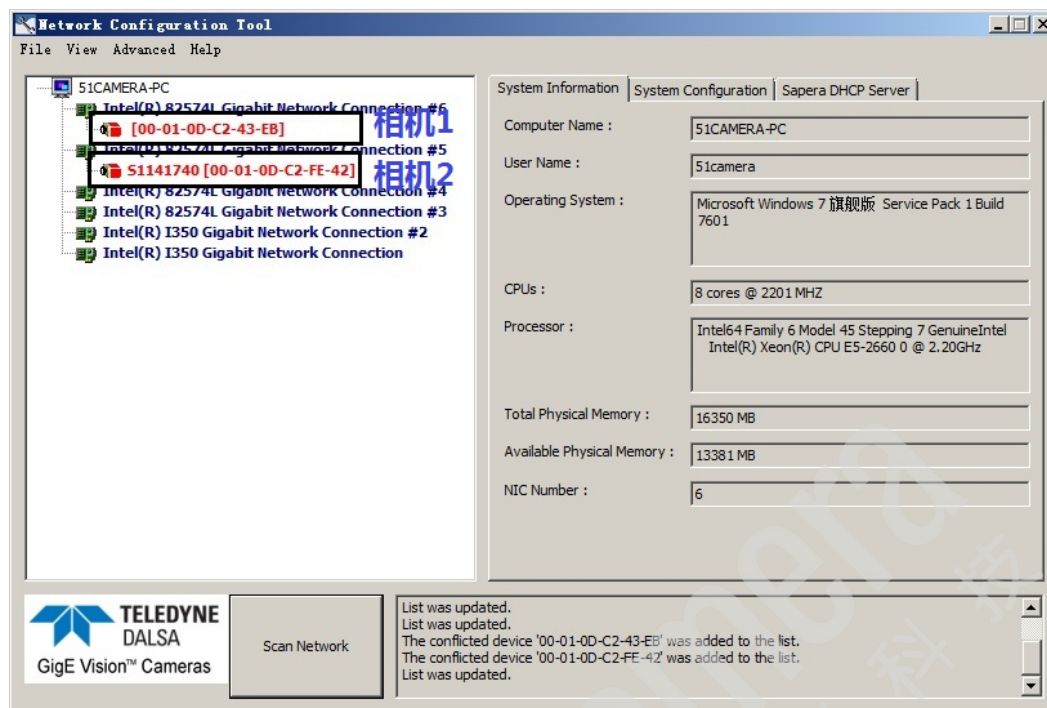 Network Configuration Tool
File View Advanced Help
51CAMERA-PC
Intel(R) 82574L Gigabit Network Connection #6
[00-01-0D-C2-43-EB]
相机1
Intel(R) 82574L Gigabit Network Connection #5
S1141740 [00-01-0D-C2-FE-42]
相机2
Intel(R) 82574L Gigabit Network Connection #4
Intel(R) 82574L Gigabit Network Connection #3
Intel(R) I350 Gigabit Network Connection #2
Intel(R) I350 Gigabit Network Connection
System Information System Configuration Sapera DHCP Server
Computer Name : 51CAMERA-PC
User Name : 51camera
Operating System : Microsoft Windows 7 旗舰版 Service Pack 1 Build
7601
CPUs : 8 cores @ 2201 MHZ
Processor : Intel64 Family 6 Model 45 Stepping 7 GenuineIntel
Intel(R) Xeon(R) CPU E5-2660 0 @ 2.20GHz
Total Physical Memory : 16350 MB
Available Physical Memory : 13381 MB
NIC Number : 6
TELEDYNE
DALSA
GigE Vision™ Cameras
Scan Network
List was updated.
List was updated.
The conflicted device '00-01-0D-C2-43-EB' was added to the list.
The conflicted device '00-01-0D-C2-FE-42' was added to the list.
List was updated.